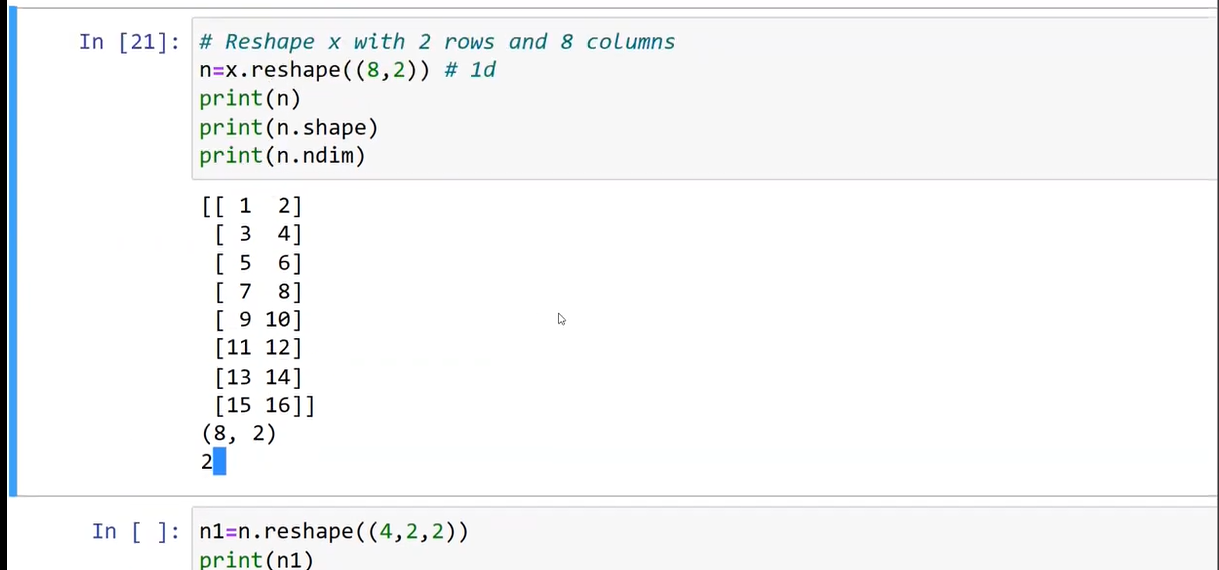 In [21]: # Reshape x with 2 rows and 8 columns
n=x.reshape((8,2)) # 1d
print(n)
print(n.shape)
print(n.ndim)
[[ 1  2]
 [ 3  4]
 [ 5  6]
 [ 7  8]
 [ 9 10]
 [11 12]
 [13 14]
 [15 16]]
(8, 2)
2
In [ ]: n1=n.reshape((4,2,2))
print(n1)